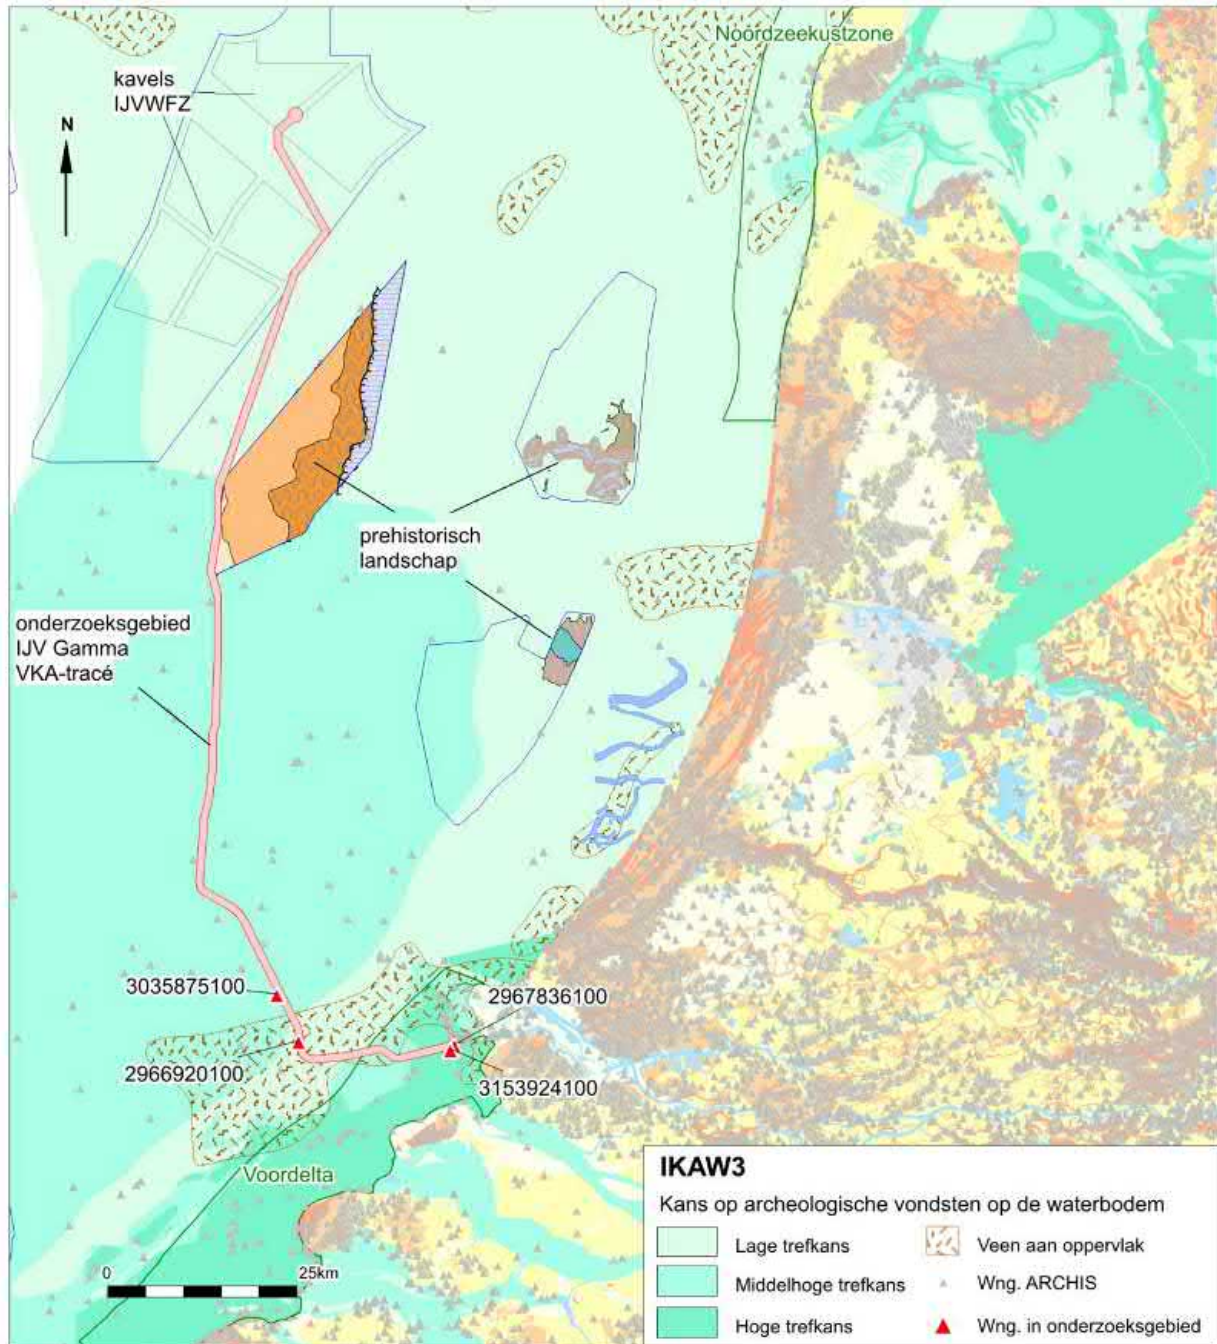 Noordzeekustzone
kavels
IJVWFZ
N
prehistorisch
landschap
onderzoeksgebied
IJV Gamma
VKA-tracé
3035875100
2967836100
2966920100
3153924100
Voordelta
0
25km
IKAW3
Kans op archeologische vondsten op de waterbodem
Lage trefkans
Veen aan oppervlak
Middelhoge trefkans
Wng. ARCHIS
Hoge trefkans
Wng. in onderzoeksgebied